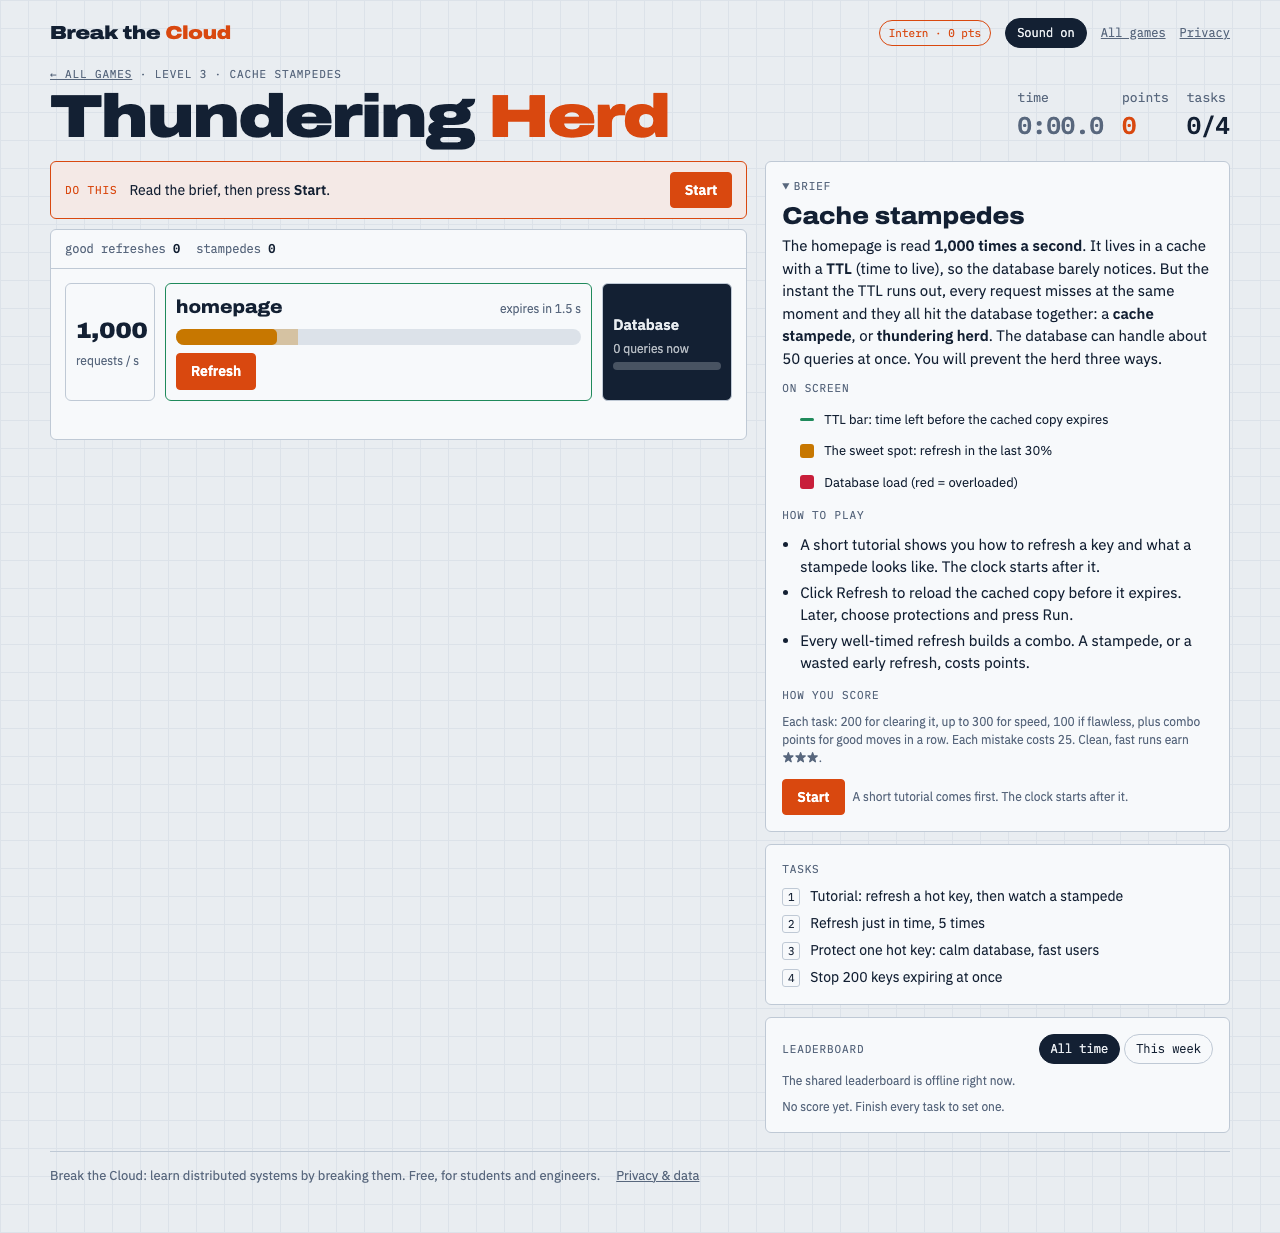 Break the Cloud
Intern · 0 pts
Sound on
All games
Privacy
← ALL GAMES · LEVEL 3 · CACHE STAMPEDES
Thundering Herd
time
0:00.0
points
0
tasks
0/4
DO THIS Read the brief, then press Start.
Start
good refreshes 0 stampedes 0
1,000
requests / s
homepage
expires in 1.5 s
Refresh
Database
0 queries now
▼ BRIEF
Cache stampedes
The homepage is read 1,000 times a second. It lives in a cache
with a TTL (time to live), so the database barely notices. But the
instant the TTL runs out, every request misses at the same
moment and they all hit the database together: a cache
stampede, or thundering herd. The database can handle about
50 queries at once. You will prevent the herd three ways.
ON SCREEN
TTL bar: time left before the cached copy expires
The sweet spot: refresh in the last 30%
Database load (red = overloaded)
HOW TO PLAY
• A short tutorial shows you how to refresh a key and what a
stampede looks like. The clock starts after it.
• Click Refresh to reload the cached copy before it expires.
Later, choose protections and press Run.
• Every well-timed refresh builds a combo. A stampede, or a
wasted early refresh, costs points.
HOW YOU SCORE
Each task: 200 for clearing it, up to 300 for speed, 100 if flawless, plus combo
points for good moves in a row. Each mistake costs 25. Clean, fast runs earn
★★★.
Start
A short tutorial comes first. The clock starts after it.
TASKS
1 Tutorial: refresh a hot key, then watch a stampede
2 Refresh just in time, 5 times
3 Protect one hot key: calm database, fast users
4 Stop 200 keys expiring at once
LEADERBOARD
All time
This week
The shared leaderboard is offline right now.
No score yet. Finish every task to set one.
Break the Cloud: learn distributed systems by breaking them. Free, for students and engineers.
Privacy & data